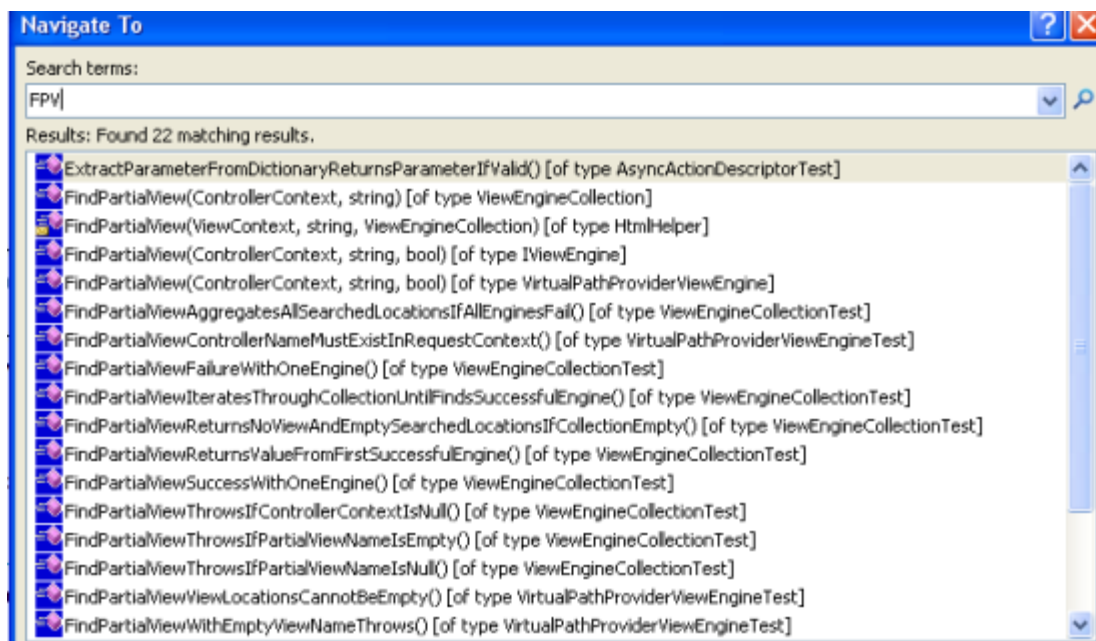 Navigate To
Search terms:
FPV
Results: Found 22 matching results.
ExtractParameterFromDictionaryReturnsParameterIfValid() [of type AsyncActionDescriptorTest]
FindPartialView(ControllerContext, string) [of type ViewEngineCollection]
FindPartialView(ViewContext, string, ViewEngineCollection) [of type HtmlHelper]
FindPartialView(ControllerContext, string, bool) [of type IViewEngine]
FindPartialView(ControllerContext, string, bool) [of type VirtualPathProviderViewEngine]
FindPartialViewAggregatesAllSearchedLocationsIfAllEnginesFail() [of type ViewEngineCollectionTest]
FindPartialViewControllerNameMustExistInRequestContext() [of type VirtualPathProviderViewEngineTest]
FindPartialViewFailureWithOneEngine() [of type ViewEngineCollectionTest]
FindPartialViewIteratesThroughCollectionUntilFindsSuccessfulEngine() [of type ViewEngineCollectionTest]
FindPartialViewReturnsNoViewAndEmptySearchedLocationsIfCollectionEmpty() [of type ViewEngineCollectionTest]
FindPartialViewReturnsValueFromFirstSuccessfulEngine() [of type ViewEngineCollectionTest]
FindPartialViewSuccessWithOneEngine() [of type ViewEngineCollectionTest]
FindPartialViewThrowsIfControllerContextIsNull() [of type ViewEngineCollectionTest]
FindPartialViewThrowsIfPartialViewNameIsEmpty() [of type ViewEngineCollectionTest]
FindPartialViewThrowsIfPartialViewNameIsNull() [of type ViewEngineCollectionTest]
FindPartialViewViewLocationsCannotBeEmpty() [of type VirtualPathProviderViewEngineTest]
FindPartialViewWithEmptyViewNameThrows() [of type VirtualPathProviderViewEngineTest]